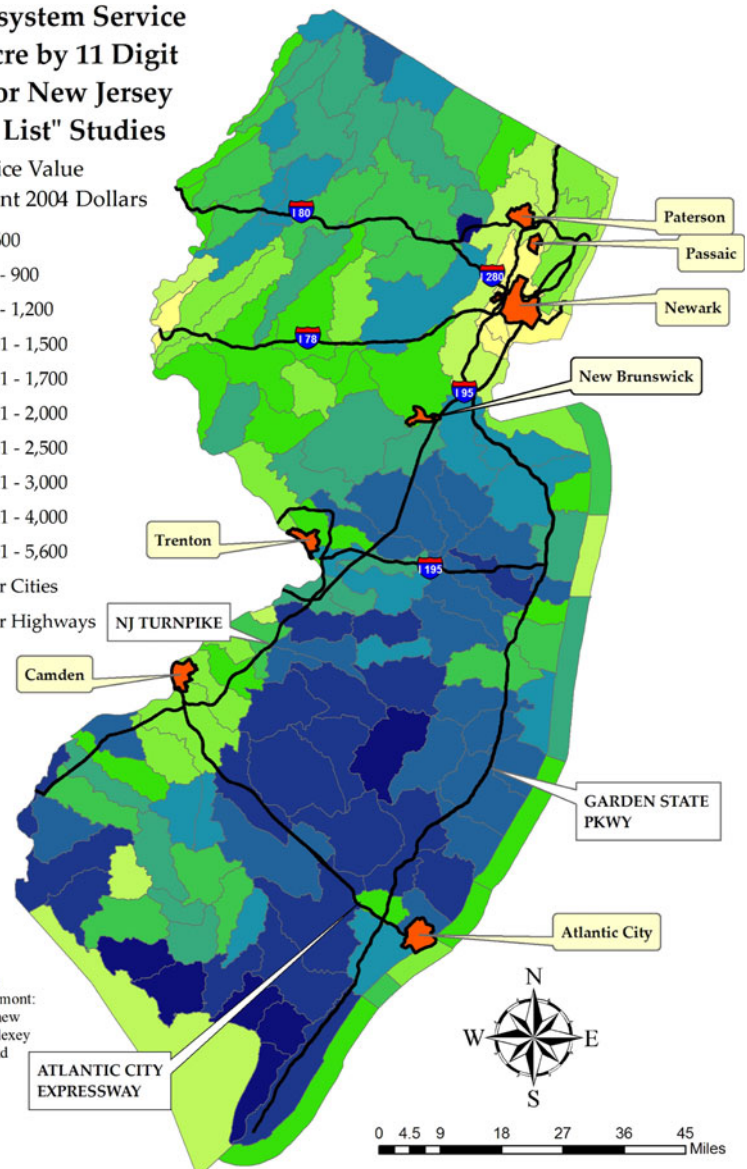 system Service
cre by 11 Digit
or New Jersey
List" Studies
ice Value
nt 2004 Dollars
600
- 900
- 1,200
1 - 1,500
1 - 1,700
1 - 2,000
1 - 2,500
1 - 3,000
1 - 4,000
1 - 5,600
r Cities
r Highways
I 80
Paterson
Passaic
I 280
Newark
I 78
New Brunswick
I 95
Trenton
I 195
NJ TURNPIKE
Camden
GARDEN STATE
PKWY
Atlantic City
mont:
new
lexey
d
ATLANTIC CITY
EXPRESSWAY
N
W E
S
0 4.5 9 18 27 36 45
Miles